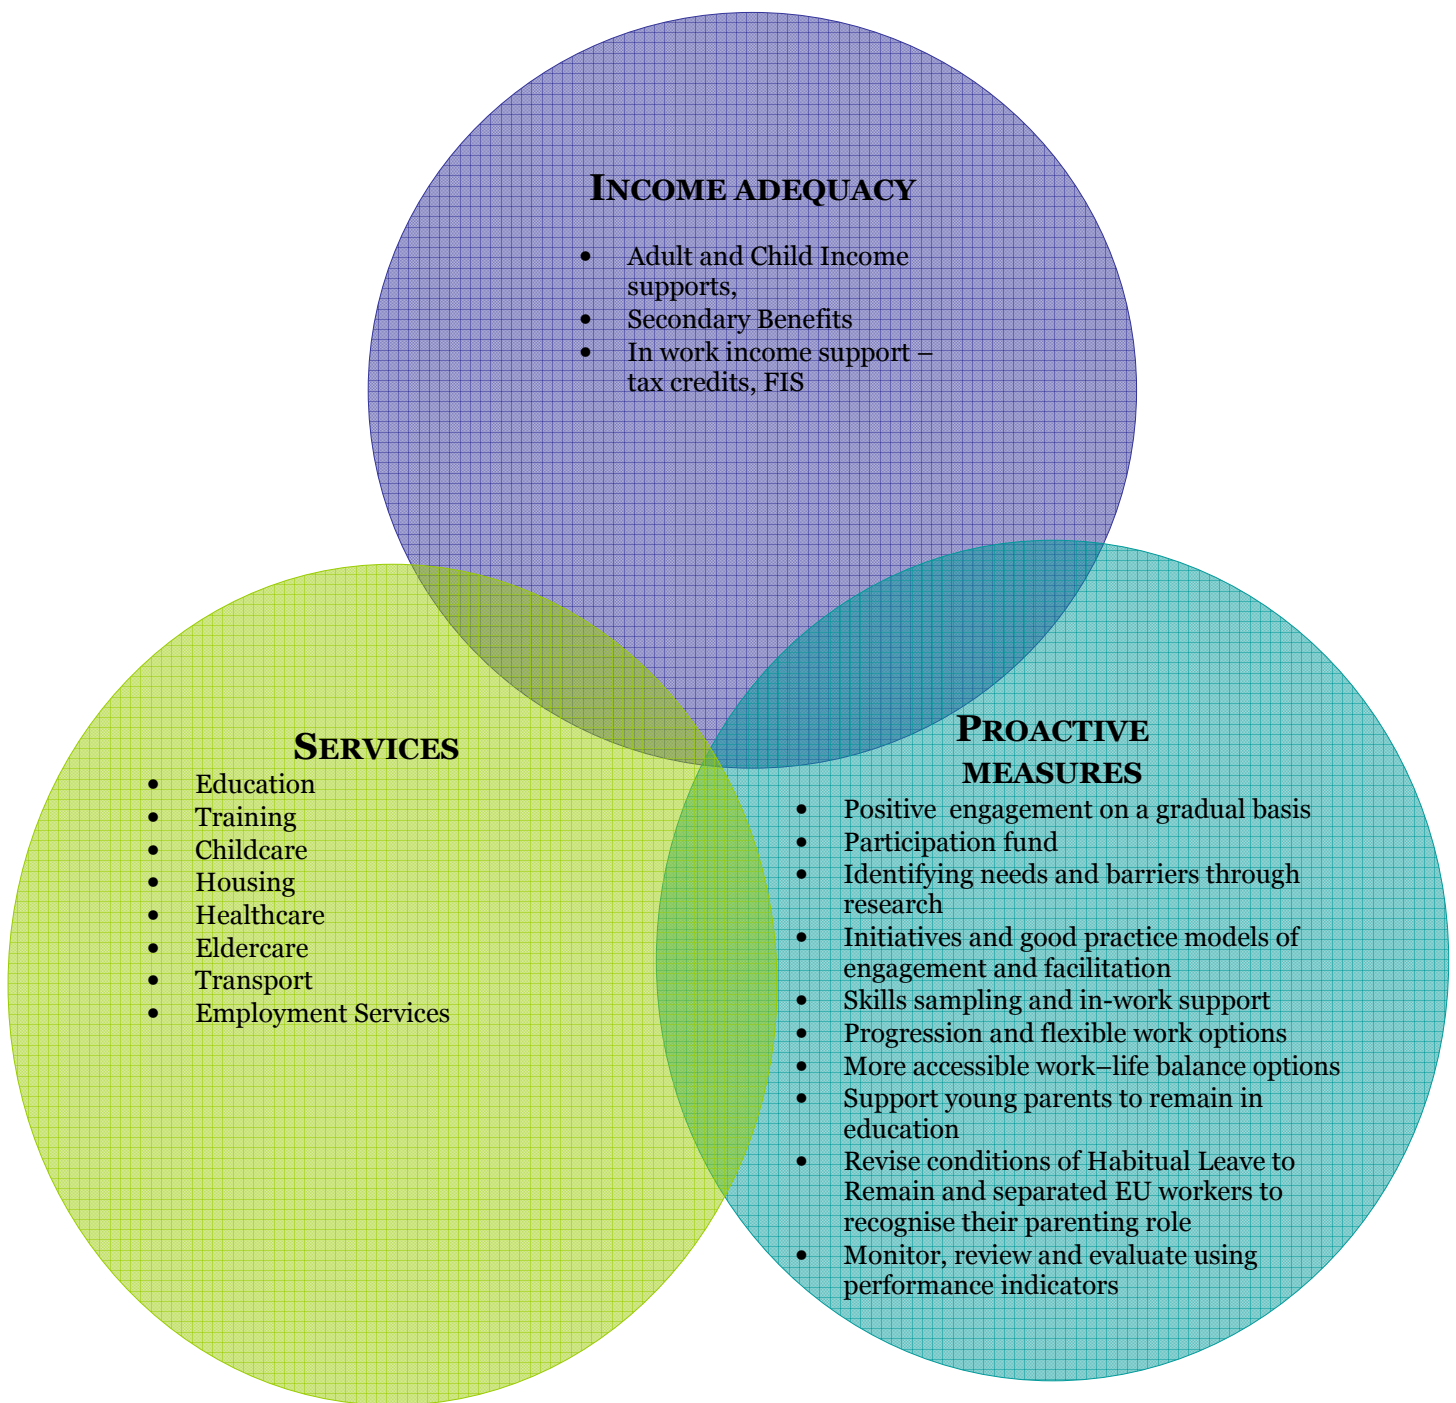 INCOME ADEQUACY
• Adult and Child Income
supports,
• Secondary Benefits
• In work income support –
tax credits, FIS
SERVICES
• Education
• Training
• Childcare
• Housing
• Healthcare
• Eldercare
• Transport
• Employment Services
PROACTIVE
MEASURES
• Positive  engagement on a gradual basis
• Participation fund
• Identifying needs and barriers through
research
• Initiatives and good practice models of
engagement and facilitation
• Skills sampling and in-work support
• Progression and flexible work options
• More accessible work–life balance options
• Support young parents to remain in
education
• Revise conditions of Habitual Leave to
Remain and separated EU workers to
recognise their parenting role
• Monitor, review and evaluate using
performance indicators